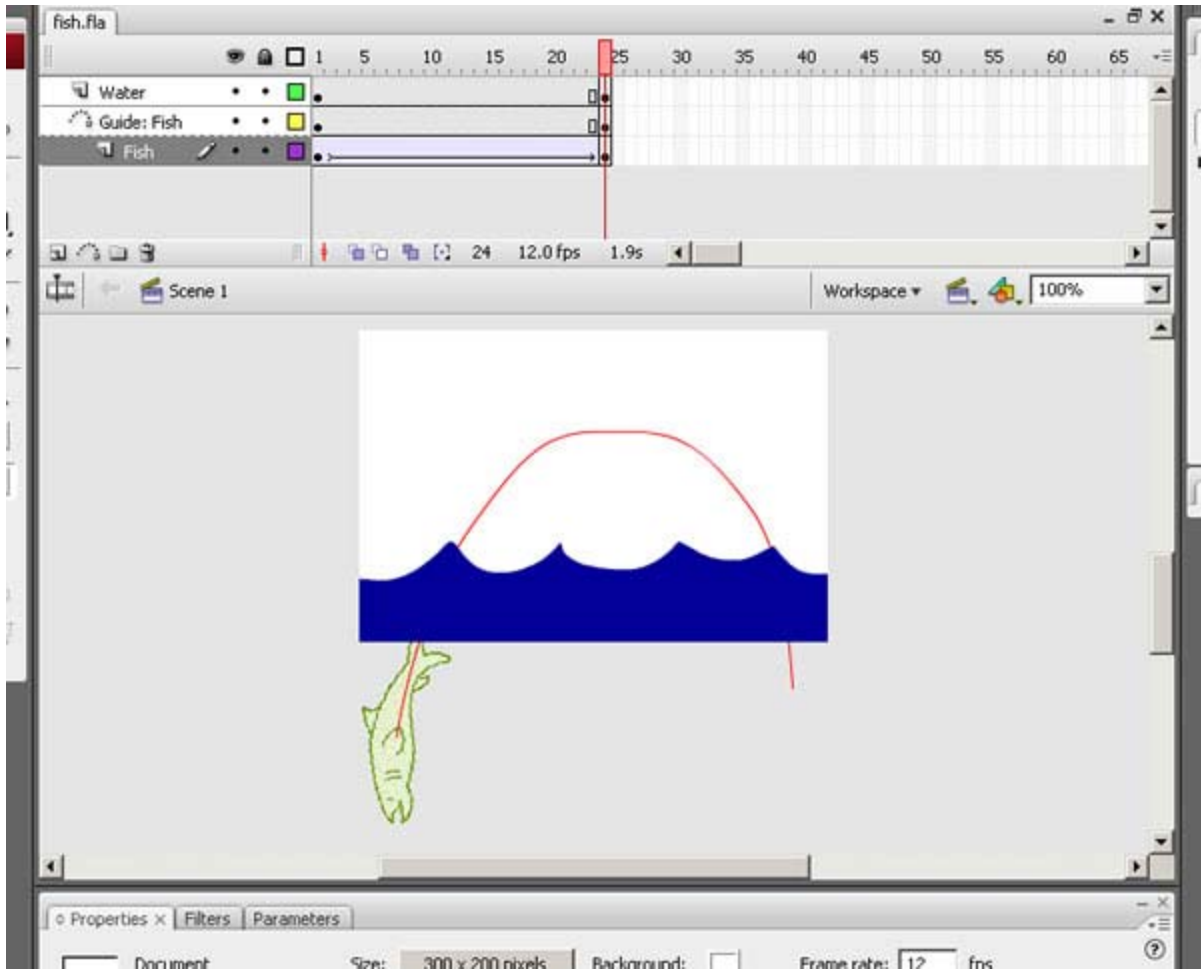 fish.fla
1 5 10 15 20 25 30 35 40 45 50 55 60 65
Water
Guide: Fish
Fish
24 12.0 fps 1.9s
Scene 1 Workspace 100%
Properties × Filters Parameters
Document Size: 300 x 200 pixels Background: Frame rate: 12 fps